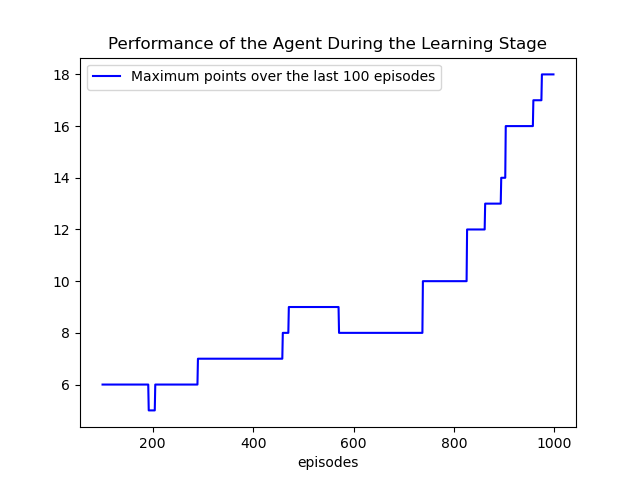 Performance of the Agent During the Learning Stage
Maximum points over the last 100 episodes
18
16
14
12
10
8
6
200 400 600 800 1000
episodes